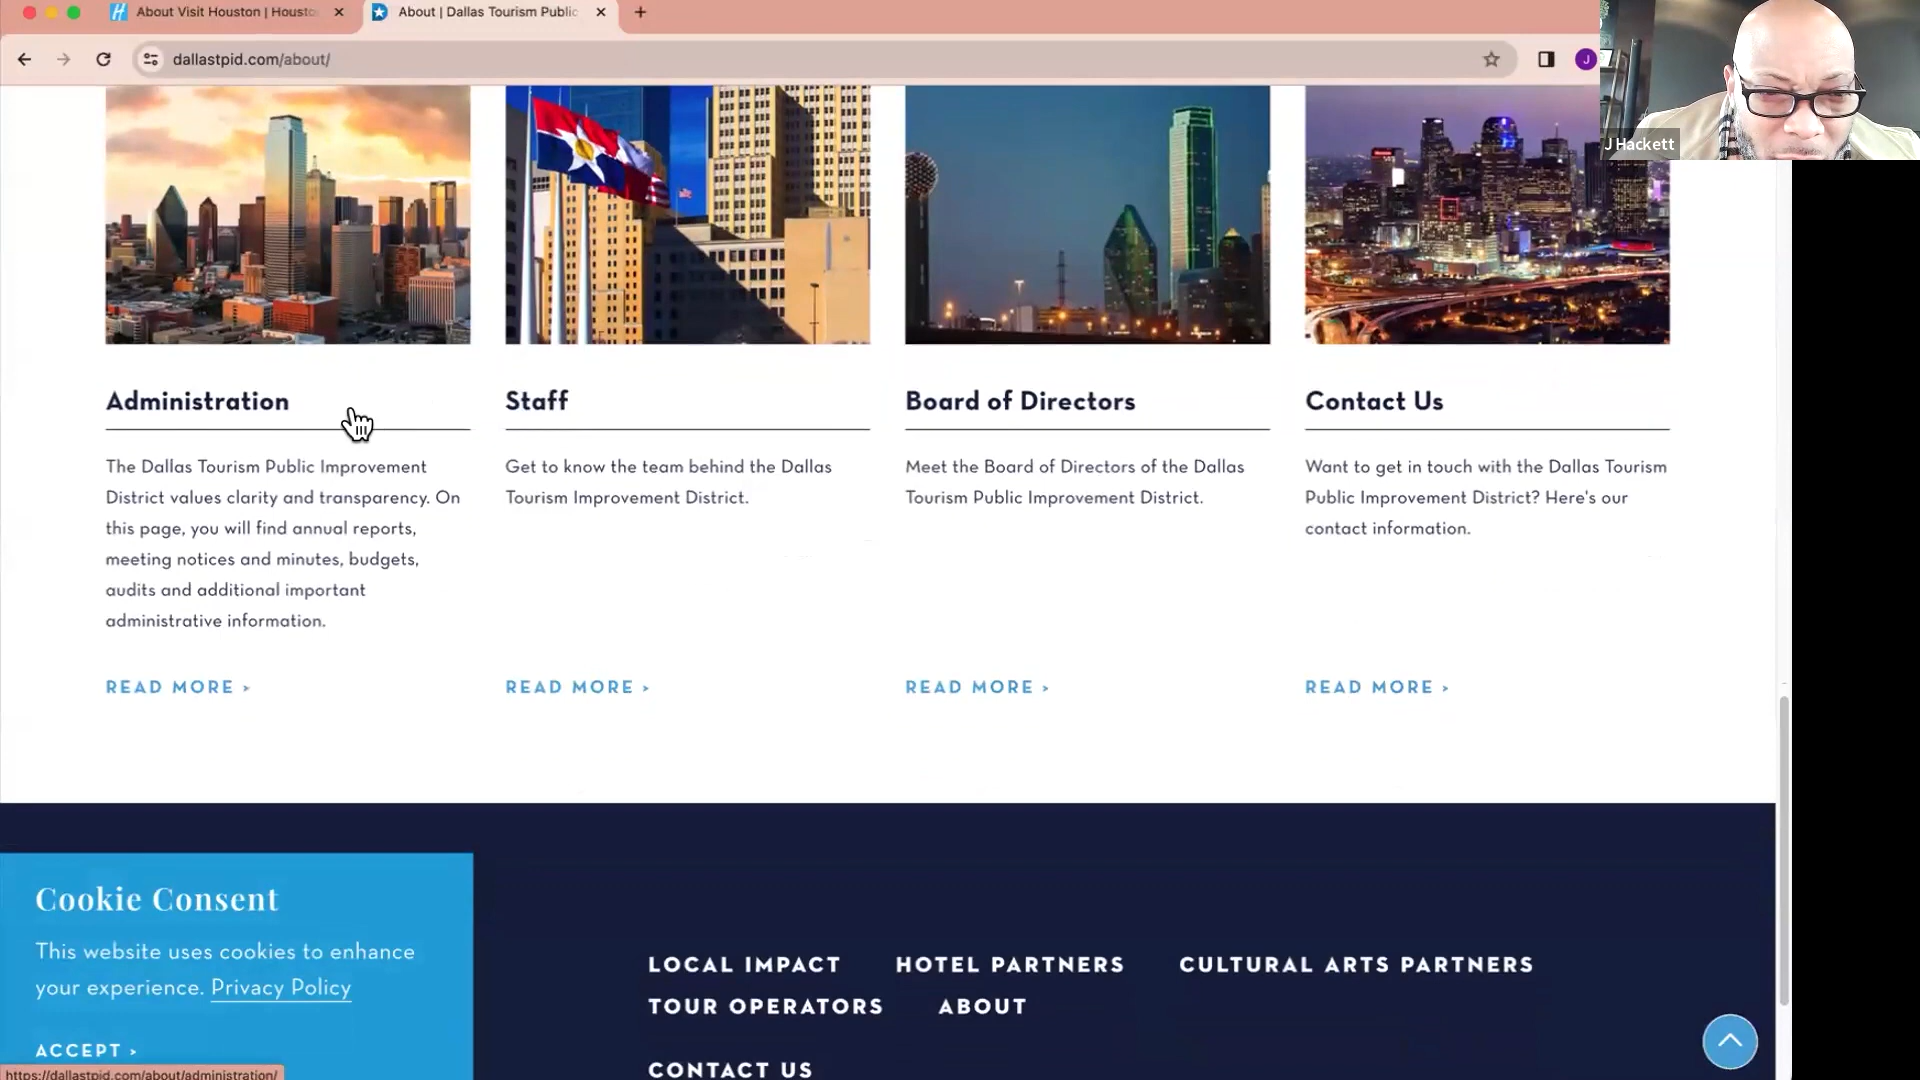 About Visit Houston | Housto
About | Dallas Tourism Public
dallastpid.com/about/
J
J Hackett
Administration
The Dallas Tourism Public Improvement
District values clarity and transparency. On
this page, you will find annual reports,
meeting notices and minutes, budgets,
audits and additional important
administrative information.
READ MORE >
Staff
Get to know the team behind the Dallas
Tourism Improvement District.
READ MORE >
Board of Directors
Meet the Board of Directors of the Dallas
Tourism Public Improvement District.
READ MORE >
Contact Us
Want to get in touch with the Dallas Tourism
Public Improvement District? Here's our
contact information.
READ MORE >
Cookie Consent
This website uses cookies to enhance
your experience. Privacy Policy
ACCEPT >
LOCAL IMPACT HOTEL PARTNERS CULTURAL ARTS PARTNERS
TOUR OPERATORS ABOUT
CONTACT US
https://dallastpid.com/about/administration/